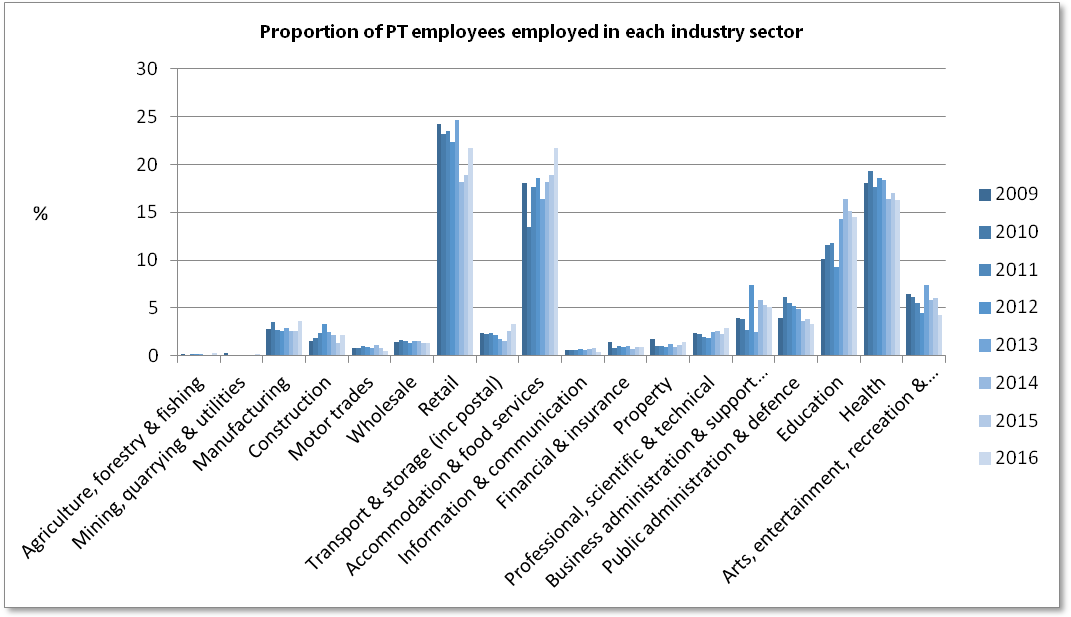 Proportion of PT employees employed in each industry sector
30
25
20
15
10
5
0
%
Agriculture, forestry & fishing
Mining, quarrying & utilities
Manufacturing
Construction
Motor trades
Wholesale
Retail
Transport & storage (inc postal)
Accommodation & food services
Information & communication
Financial & insurance
Property
Professional, scientific & technical
Business administration & support...
Public administration & defence
Education
Health
Arts, entertainment, recreation &...
2009
2010
2011
2012
2013
2014
2015
2016